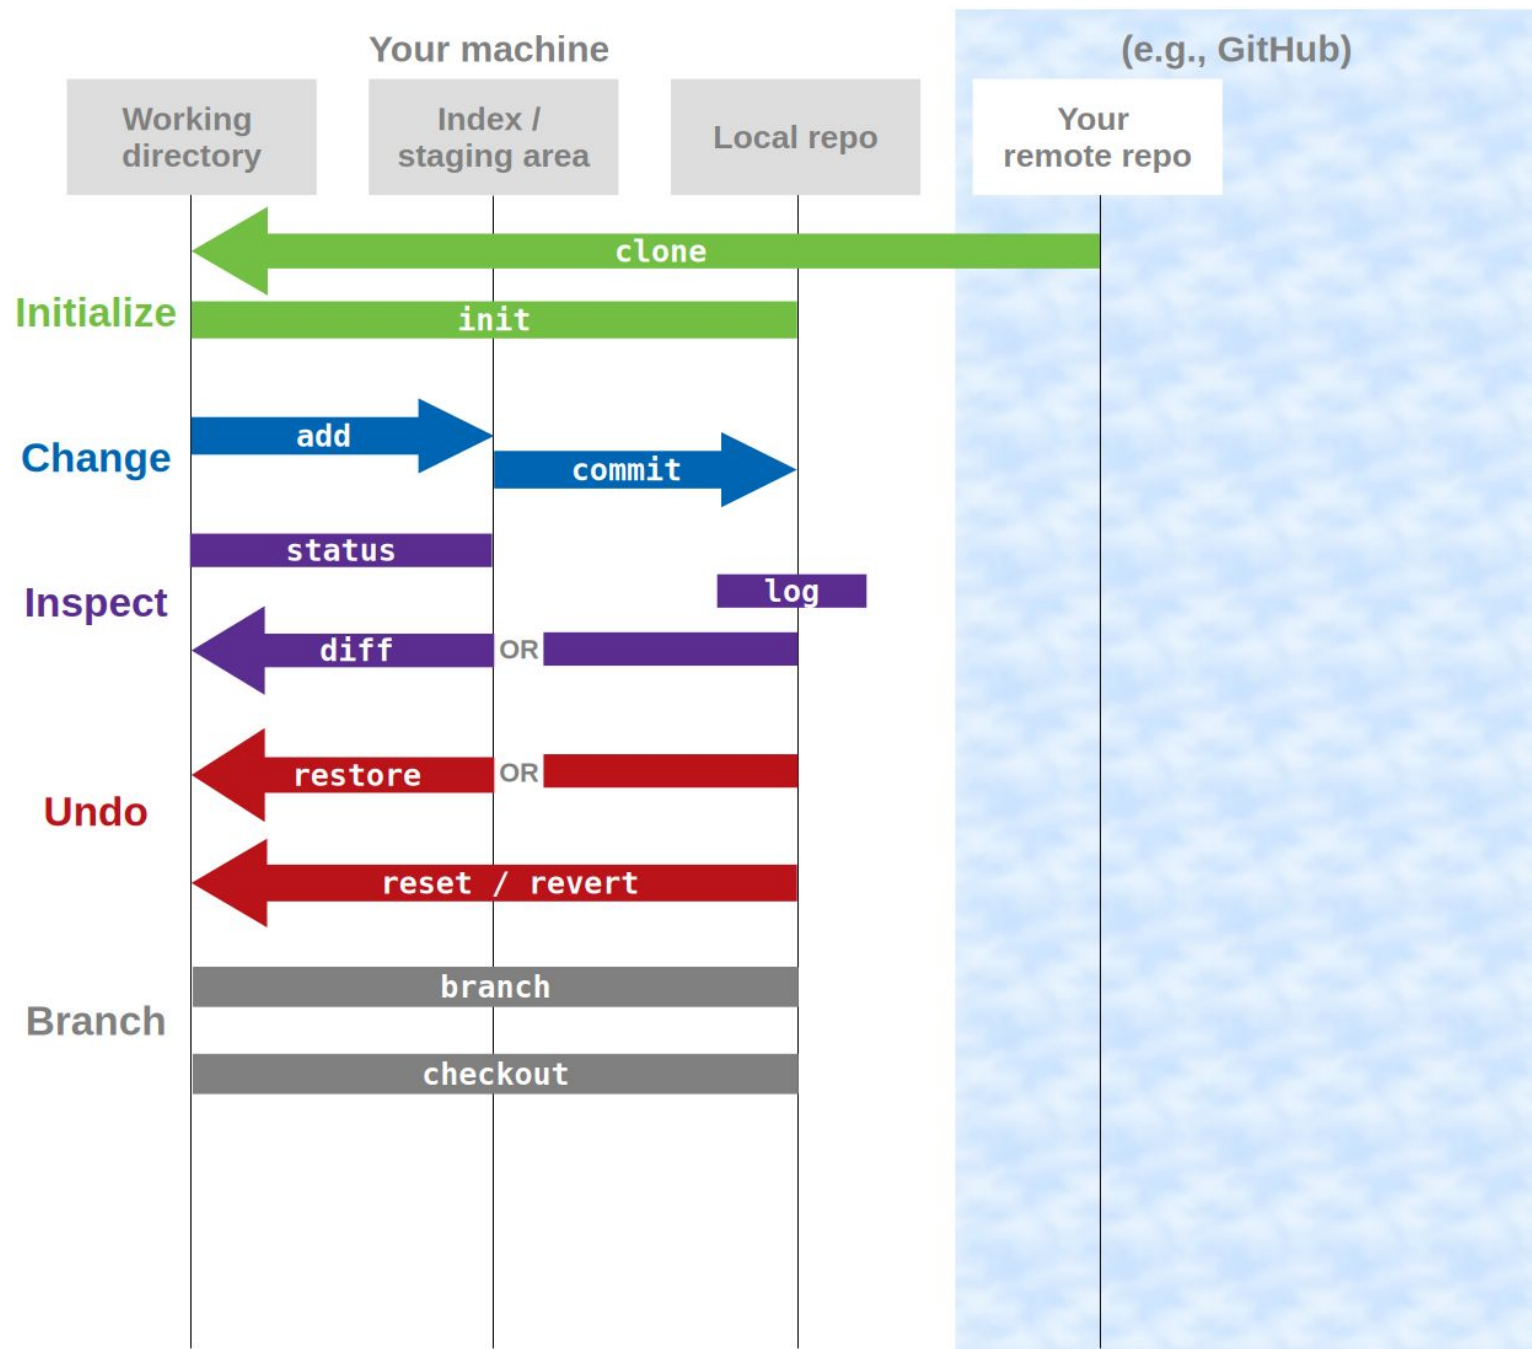 Your machine
(e.g., GitHub)
Working
directory
Index /
staging area
Local repo
Your
remote repo
clone
Initialize
init
add
Change
commit
status
log
Inspect
diff
OR
restore
OR
Undo
reset / revert
branch
Branch
checkout